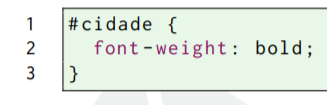 1 #cidade {
2 font-weight: bold;
3 }